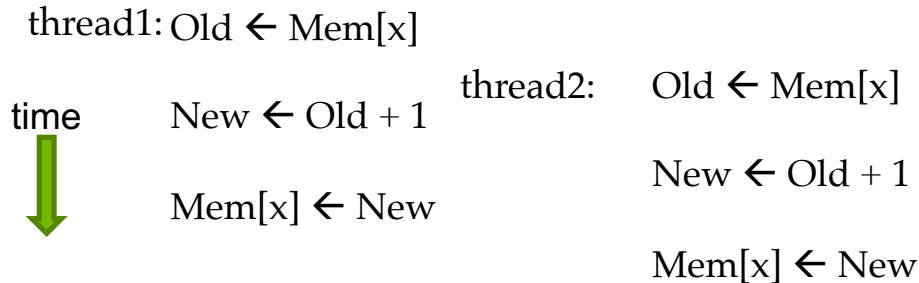 thread1: Old ← Mem[x]
thread2: Old ← Mem[x]
time New ← Old + 1
New ← Old + 1
Mem[x] ← New
Mem[x] ← New